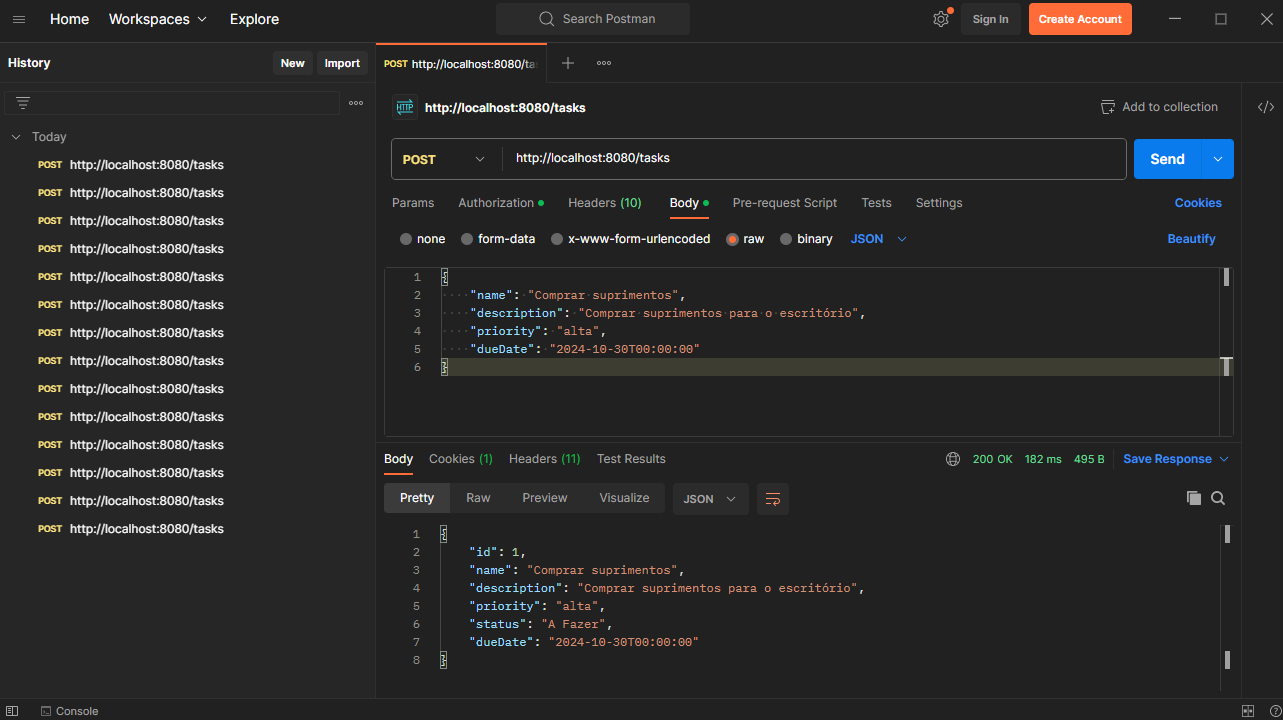 Home Workspaces Explore Search Postman Sign In Create Account
History New Import
POST http://localhost:8080/ta
http://localhost:8080/tasks Add to collection
Today
POST http://localhost:8080/tasks
POST http://localhost:8080/tasks
POST http://localhost:8080/tasks
POST http://localhost:8080/tasks
POST http://localhost:8080/tasks
POST http://localhost:8080/tasks
POST http://localhost:8080/tasks
POST http://localhost:8080/tasks
POST http://localhost:8080/tasks
POST http://localhost:8080/tasks
POST http://localhost:8080/tasks
POST http://localhost:8080/tasks
POST http://localhost:8080/tasks
POST http://localhost:8080/tasks
HTTP
POST http://localhost:8080/tasks Send
Params Authorization Headers (10) Body Pre-request Script Tests Settings Cookies
none form-data x-www-form-urlencoded raw binary JSON Beautify
1 {
2 "name": "Comprar suprimentos",
3 "description": "Comprar suprimentos para o escritório",
4 "priority": "alta",
5 "dueDate": "2024-10-30T00:00:00"
6 }
Body Cookies (1) Headers (11) Test Results 200 OK 182 ms 495 B Save Response
Pretty Raw Preview Visualize JSON
1 {
2 "id": 1,
3 "name": "Comprar suprimentos",
4 "description": "Comprar suprimentos para o escritório",
5 "priority": "alta",
6 "status": "A Fazer",
7 "dueDate": "2024-10-30T00:00:00"
8 }
Console